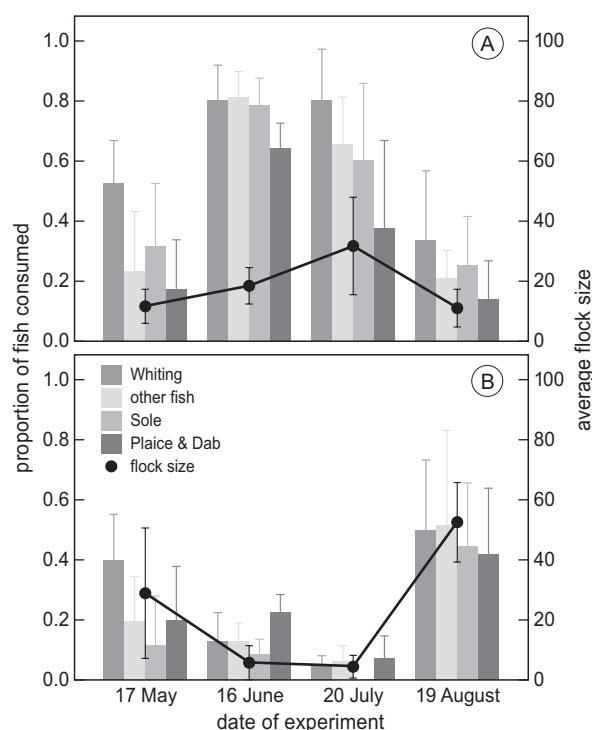 1.0
0.8
0.6
0.4
0.2
0.0
100
80
60
40
20
0
A
proportion of fish consumed
average flock size
1.0
0.8
0.6
0.4
0.2
0.0
100
80
60
40
20
0
B
Whiting
other fish
Sole
Plaice & Dab
flock size
17 May 16 June 20 July 19 August
date of experiment